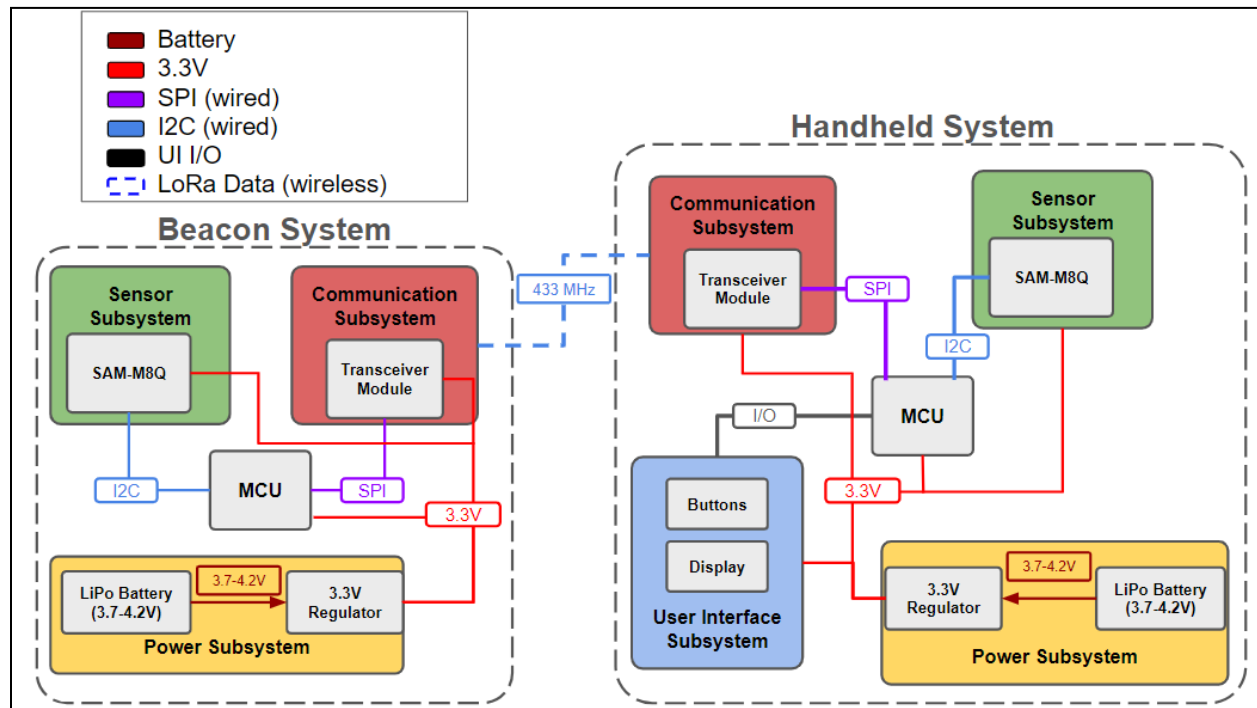 Battery
3.3V
SPI (wired)
I2C (wired)
UI I/O
LoRa Data (wireless)
Beacon System
Sensor
Subsystem
SAM-M8Q
Communication
Subsystem
Transceiver
Module
I2C
MCU
SPI
3.3V
LiPo Battery
(3.7-4.2V)
3.7-4.2V
3.3V
Regulator
Power Subsystem
433 MHz
Handheld System
Communication
Subsystem
Transceiver
Module
SPI
Sensor
Subsystem
SAM-M8Q
I2C
MCU
I/O
Buttons
Display
User Interface
Subsystem
3.3V
3.3V
Regulator
3.7-4.2V
LiPo Battery
(3.7-4.2V)
Power Subsystem